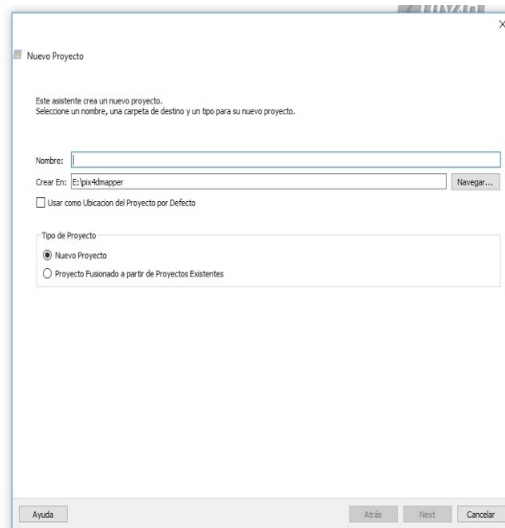 Nuevo Proyecto
Este asistente crea un nuevo proyecto.
Seleccione un nombre, una carpeta de destino y un tipo para su nuevo proyecto.
Nombre:
Crear En: E:\pix4dmapper Navegar...
Usar como Ubicacion del Proyecto por Defecto
Tipo de Proyecto
Nuevo Proyecto
Proyecto Fusionado a partir de Proyectos Existentes
Ayuda Atrás Next Cancelar